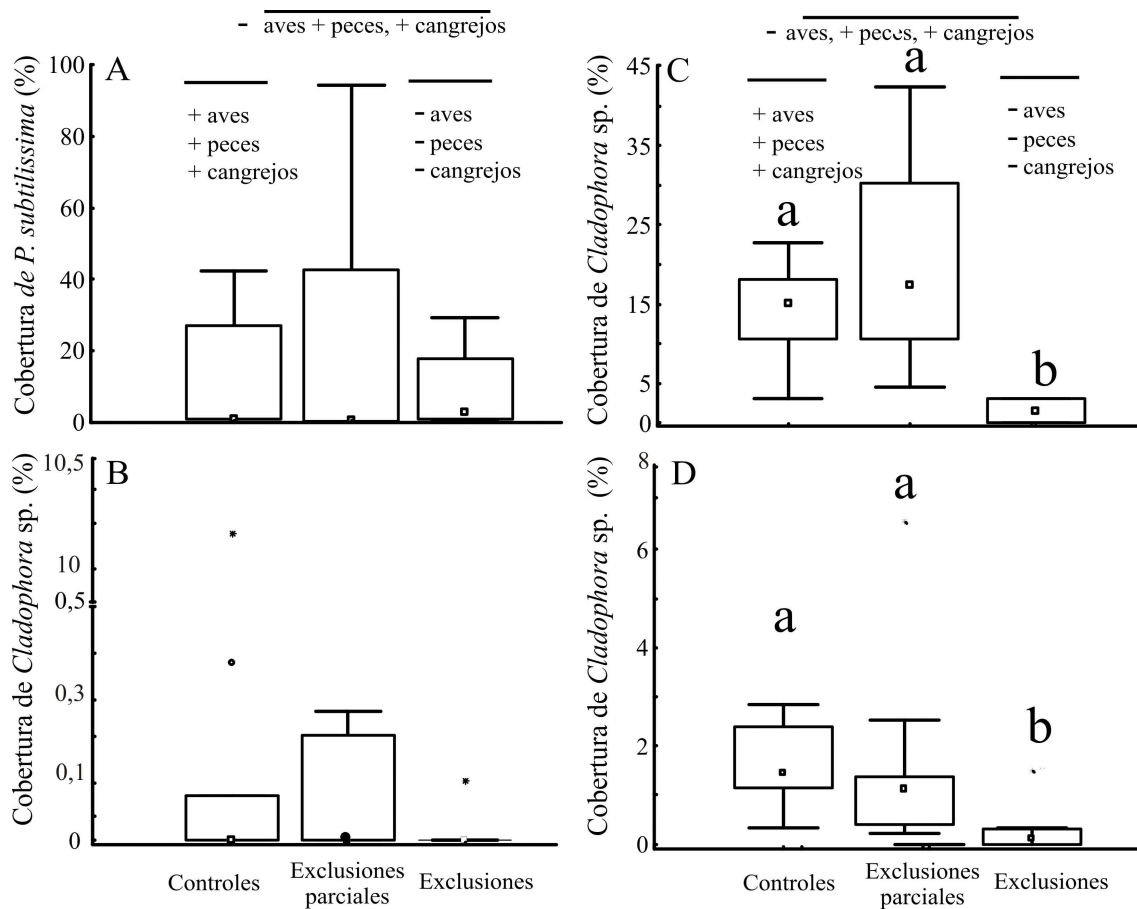 - aves + peces, + cangrejos
A
Cobertura de P. subtilissima (%)
100
80
60
40
20
0
+ aves
+ peces
+ cangrejos
- aves
- peces
- cangrejos
- aves, + peces, + cangrejos
C
Cobertura de Cladophora sp. (%)
45
35
25
15
5
0
+ aves
+ peces
+ cangrejos
- aves
- peces
- cangrejos
a
a
b
B
Cobertura de Cladophora sp. (%)
10,5
10
0,5
0,3
0,1
0
Controles
Exclusiones parciales
Exclusiones
D
Cobertura de Cladophora sp. (%)
8
6
4
2
0
a
a
b
Controles
Exclusiones parciales
Exclusiones